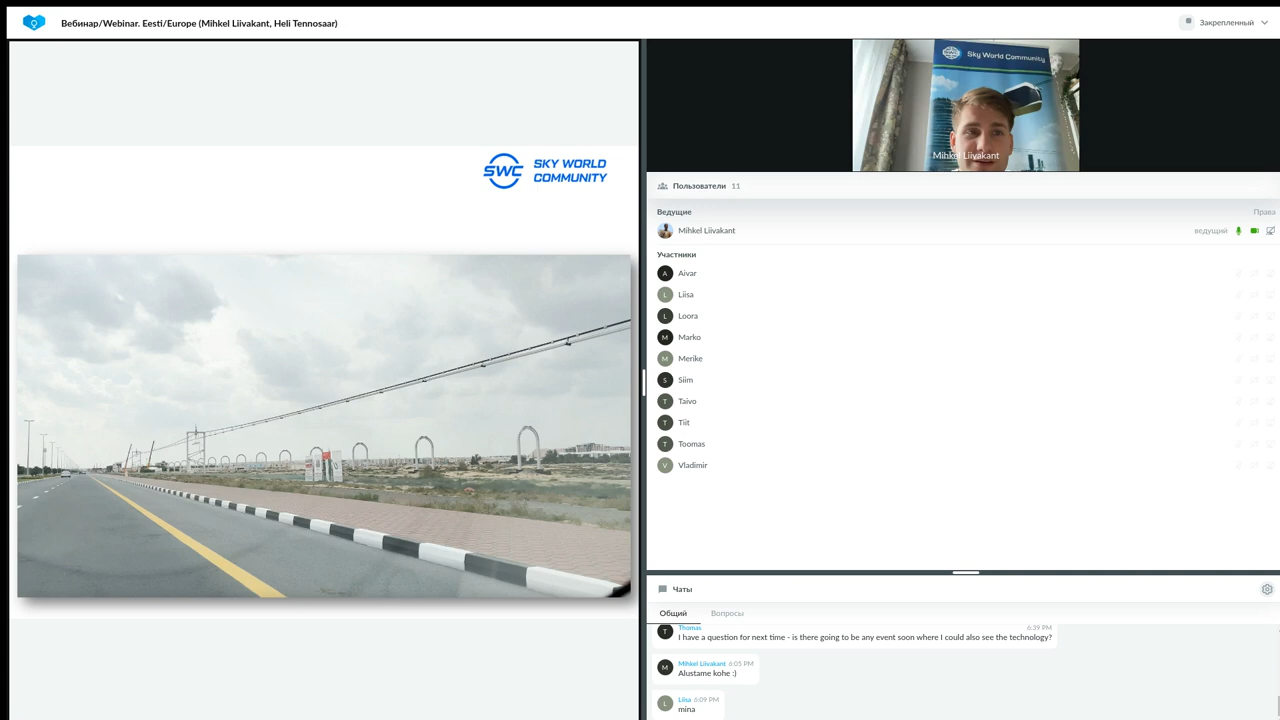 Вебинар/Webinar. Eesti/Europe (Mihkel Liivakant, Heli Tennosaar)
Закрепленный
SWC SKY WORLD
COMMUNITY
Sky World Community
Mihkel Liivakant
Пользователи 11
Ведущие Права
Mihkel Liivakant ведущий
Участники
A Aivar
L Liisa
L Loora
M Marko
M Merike
S Siim
T Taivo
T Tiit
T Toomas
V Vladimir
Чаты
Общий Вопросы
Thomas 6:39 PM
T I have a question for next time - is there going to be any event soon where I could also see the technology?
Mihkel Liivakant 6:05 PM
M Alustame kohe :)
Liisa 6:09 PM
L mina